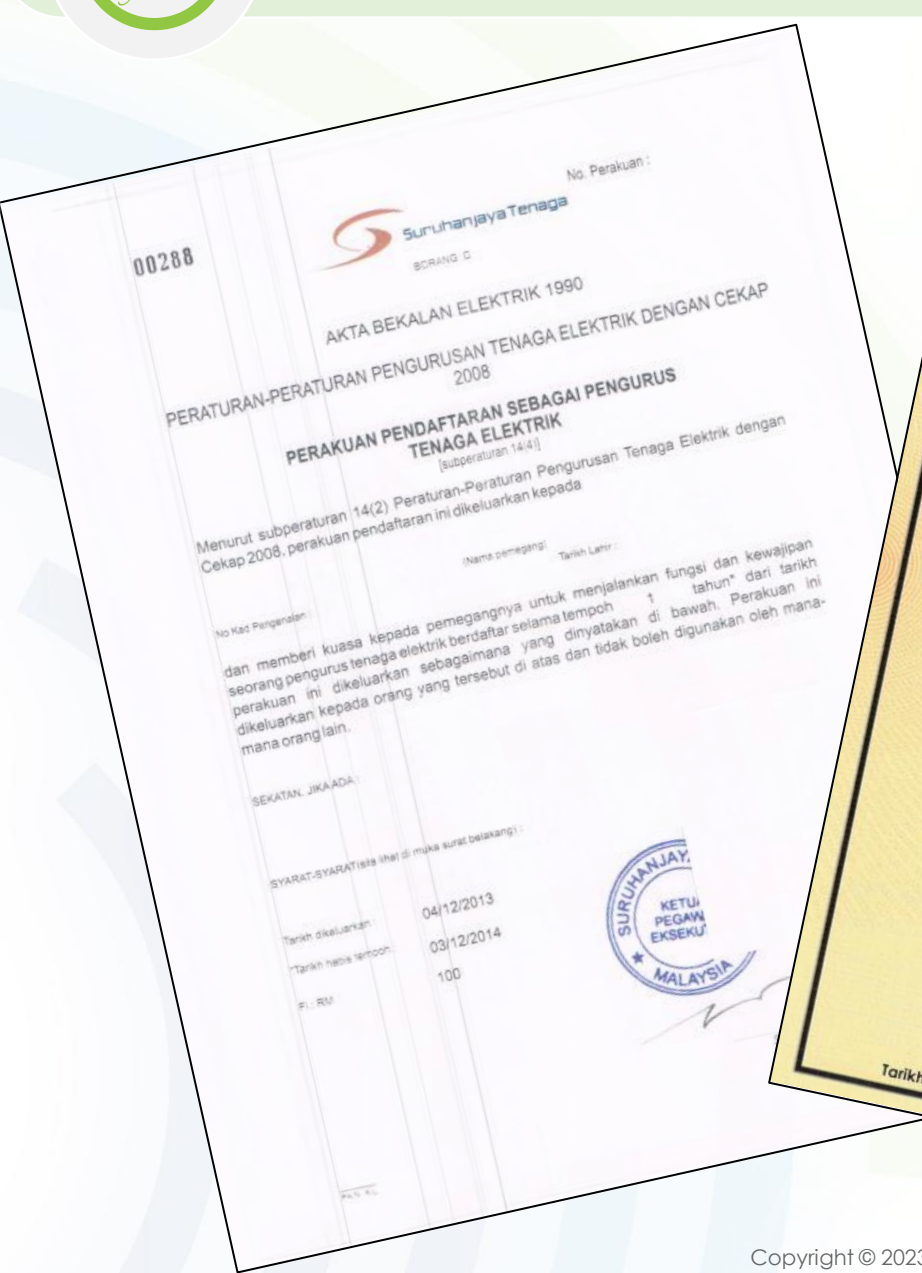 No. Perakuan :
00288
Suruhanjaya Tenaga
BORANG C
AKTA BEKALAN ELEKTRIK 1990
PERATURAN-PERATURAN PENGURUSAN TENAGA ELEKTRIK DENGAN CEKAP
2008
PERAKUAN PENDAFTARAN SEBAGAI PENGURUS
TENAGA ELEKTRIK
[subperaturan 14(4)]
Menurut subperaturan 14(2) Peraturan-Peraturan Pengurusan Tenaga Elektrik dengan
Cekap 2008, perakuan pendaftaran ini dikeluarkan kepada
(Nama pemegang)
Tarikh Lahir :
No Kad Pengenalan :
dan memberi kuasa kepada pemegangnya untuk menjalankan fungsi dan kewajipan
seorang pengurus tenaga elektrik berdaftar selama tempoh 1 tahun* dari tarikh
perakuan ini dikeluarkan sebagaimana yang dinyatakan di bawah. Perakuan ini
dikeluarkan kepada orang yang tersebut di atas dan tidak boleh digunakan oleh mana-
mana orang lain.
SEKATAN, JIKA ADA :
SYARAT-SYARAT(sila lihat di muka surat belakang) :
Tarikh dikeluarkan : 04/12/2013
*Tarikh habis tempoh : 03/12/2014
FI : RM 100
SURUHANJAY
KETU
PEGAW
EKSEKU
MALAYSIA
Tarikh
Copyright © 2023